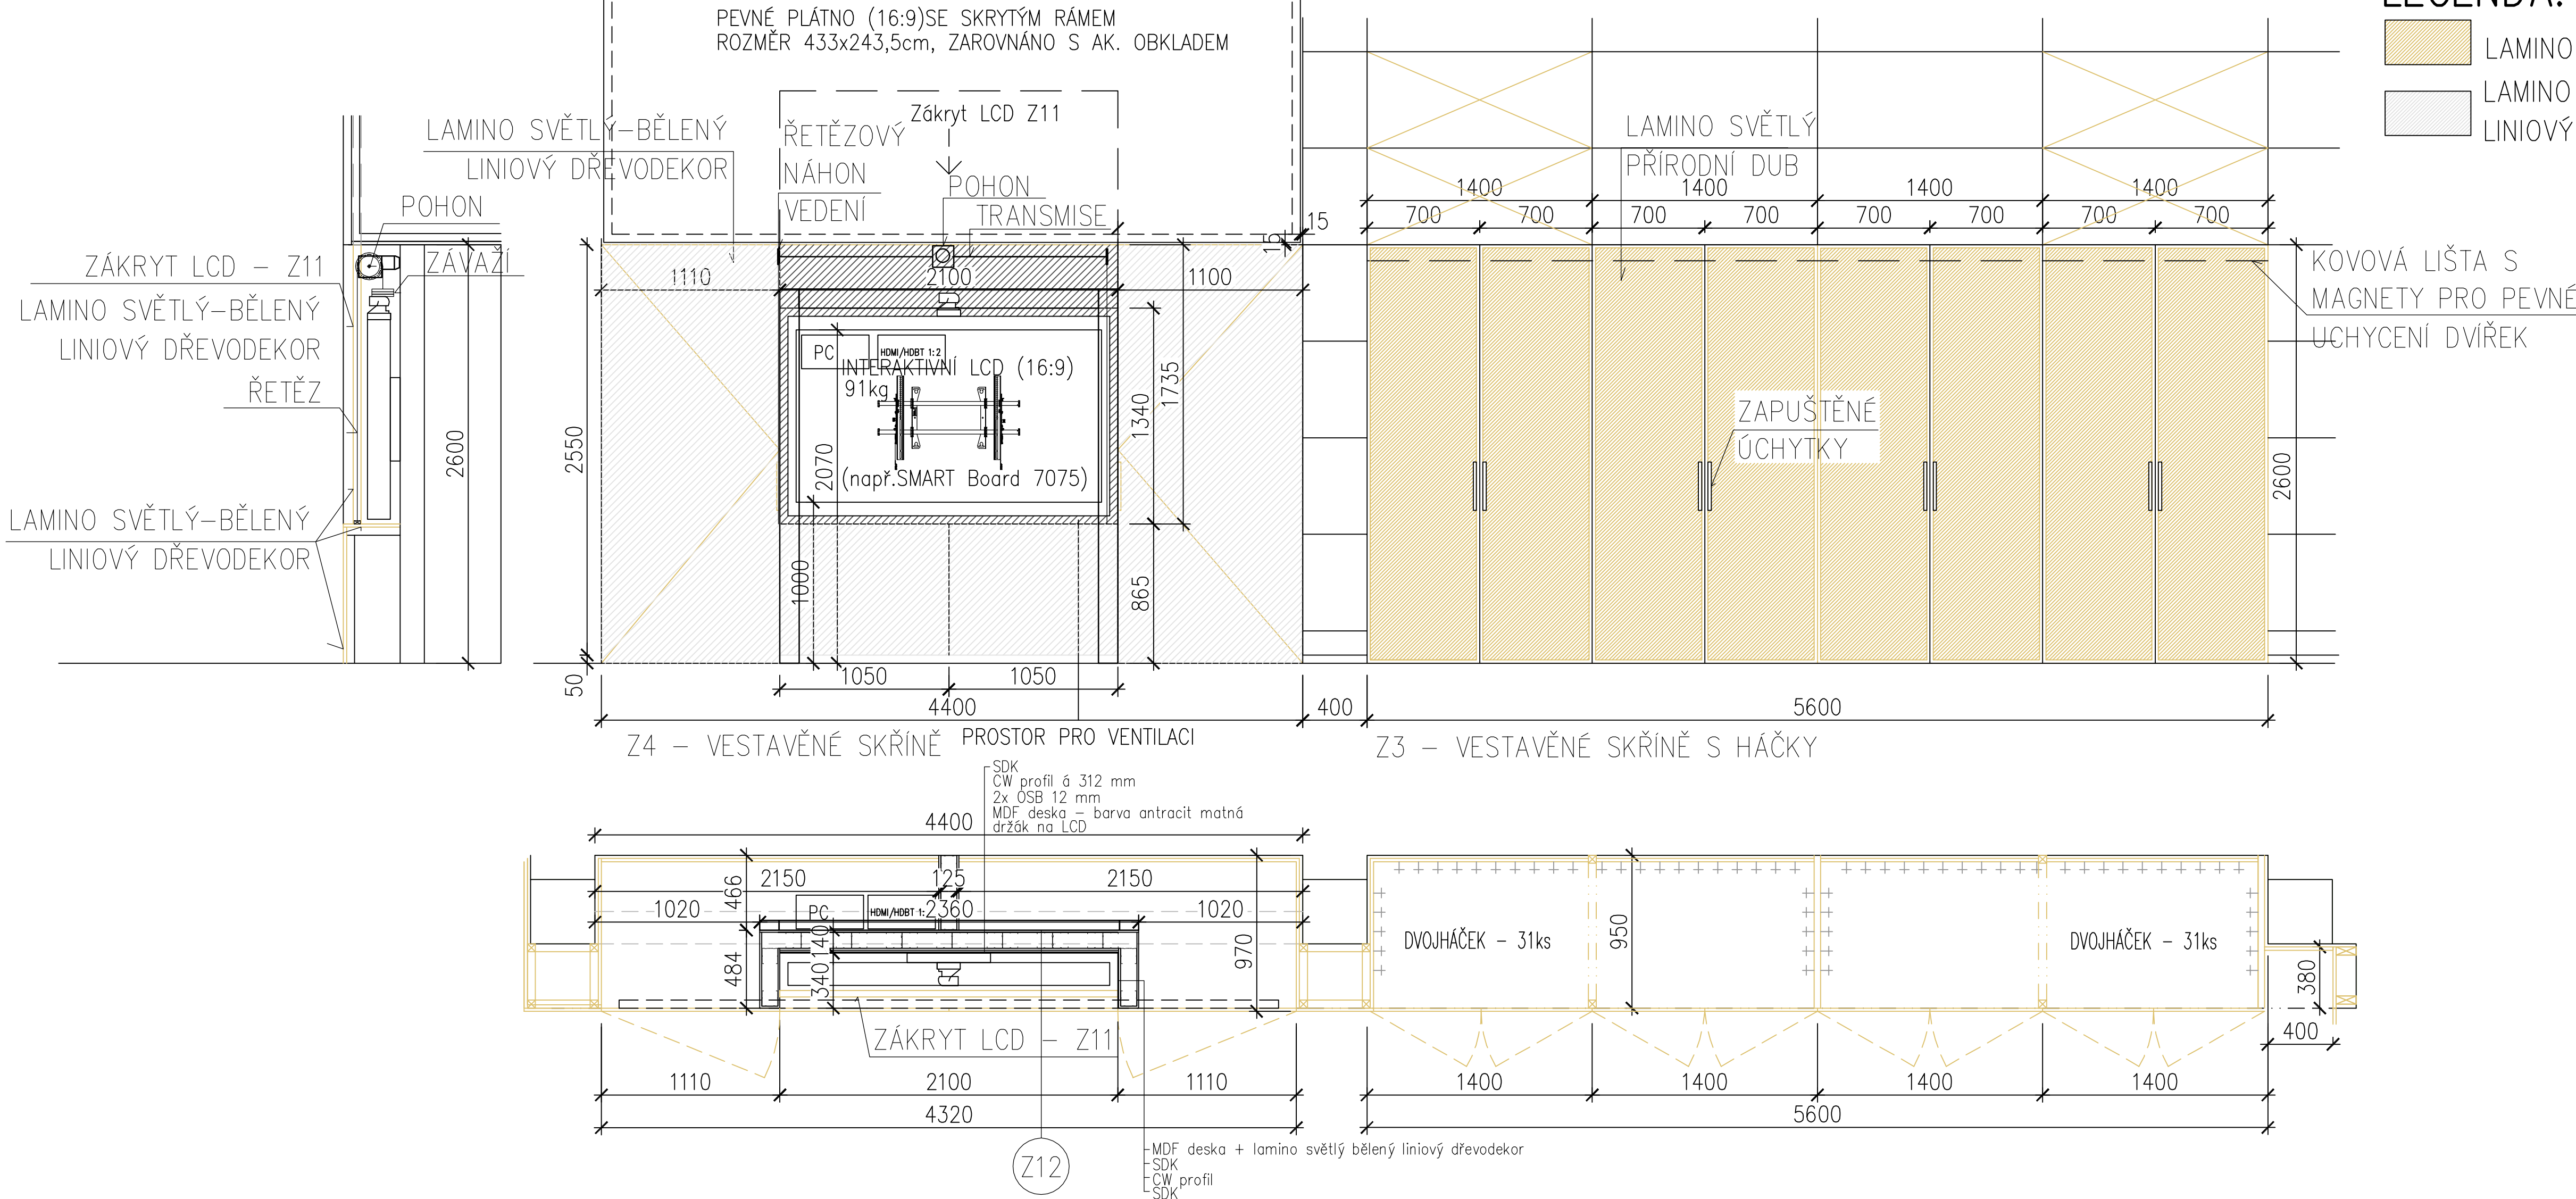 PEVNÉ PLÁTNO (16:9)SE SKRYTÝM RÁMEM
ROZMĚR 433x243,5cm, ZAROVNÁNO S AK. OBKLADEM
LEGENDA:
LAMINO
LAMINO
LINIOVÝ
POHON
ZÁKRYT LCD – Z11
ZÁVAŽÍ
LAMINO SVĚTLÝ–BĚLENÝ
LINIOVÝ DŘEVODEKOR
ŘETĚZ
LAMINO SVĚTLÝ–BĚLENÝ
LINIOVÝ DŘEVODEKOR
2600
LAMINO SVĚTLÝ–BĚLENÝ
LINIOVÝ DŘEVODEKOR
ŘETĚZOVÝ
NÁHON
VEDENÍ
Zákryt LCD Z11
POHON
TRANSMISE
15
15
1110
2100
1100
PC
HDMI/HDBT 1:2
INTERAKTIVNÍ LCD (16:9)
91kg
(např.SMART Board 7075)
2550
50
2070
1000
1340
1735
865
1050
1050
4400
400
5600
LAMINO SVĚTLÝ
PŘÍRODNÍ DUB
1400
1400
1400
1400
700
700
700
700
700
700
700
700
ZAPUŠTĚNÉ
ÚCHYTKY
KOVOVÁ LIŠTA S
MAGNETY PRO PEVNÉ
UCHYCENÍ DVÍŘEK
2600
Z4 – VESTAVĚNÉ SKŘÍNĚ
PROSTOR PRO VENTILACI
Z3 – VESTAVĚNÉ SKŘÍNĚ S HÁČKY
SDK
CW profil á 312 mm
2x OSB 12 mm
MDF deska – barva antracit matná
držák na LCD
4400
466
2150
125
2150
1020
PC
HDMI/HDBT 1:
2360
1020
484
140
340
970
ZÁKRYT LCD – Z11
1110
2100
1110
4320
Z12
MDF deska + lamino světlý bělený liniový dřevodekor
SDK
CW profil
SDK
DVOJHÁČEK – 31ks
950
DVOJHÁČEK – 31ks
380
400
1400
1400
1400
1400
5600